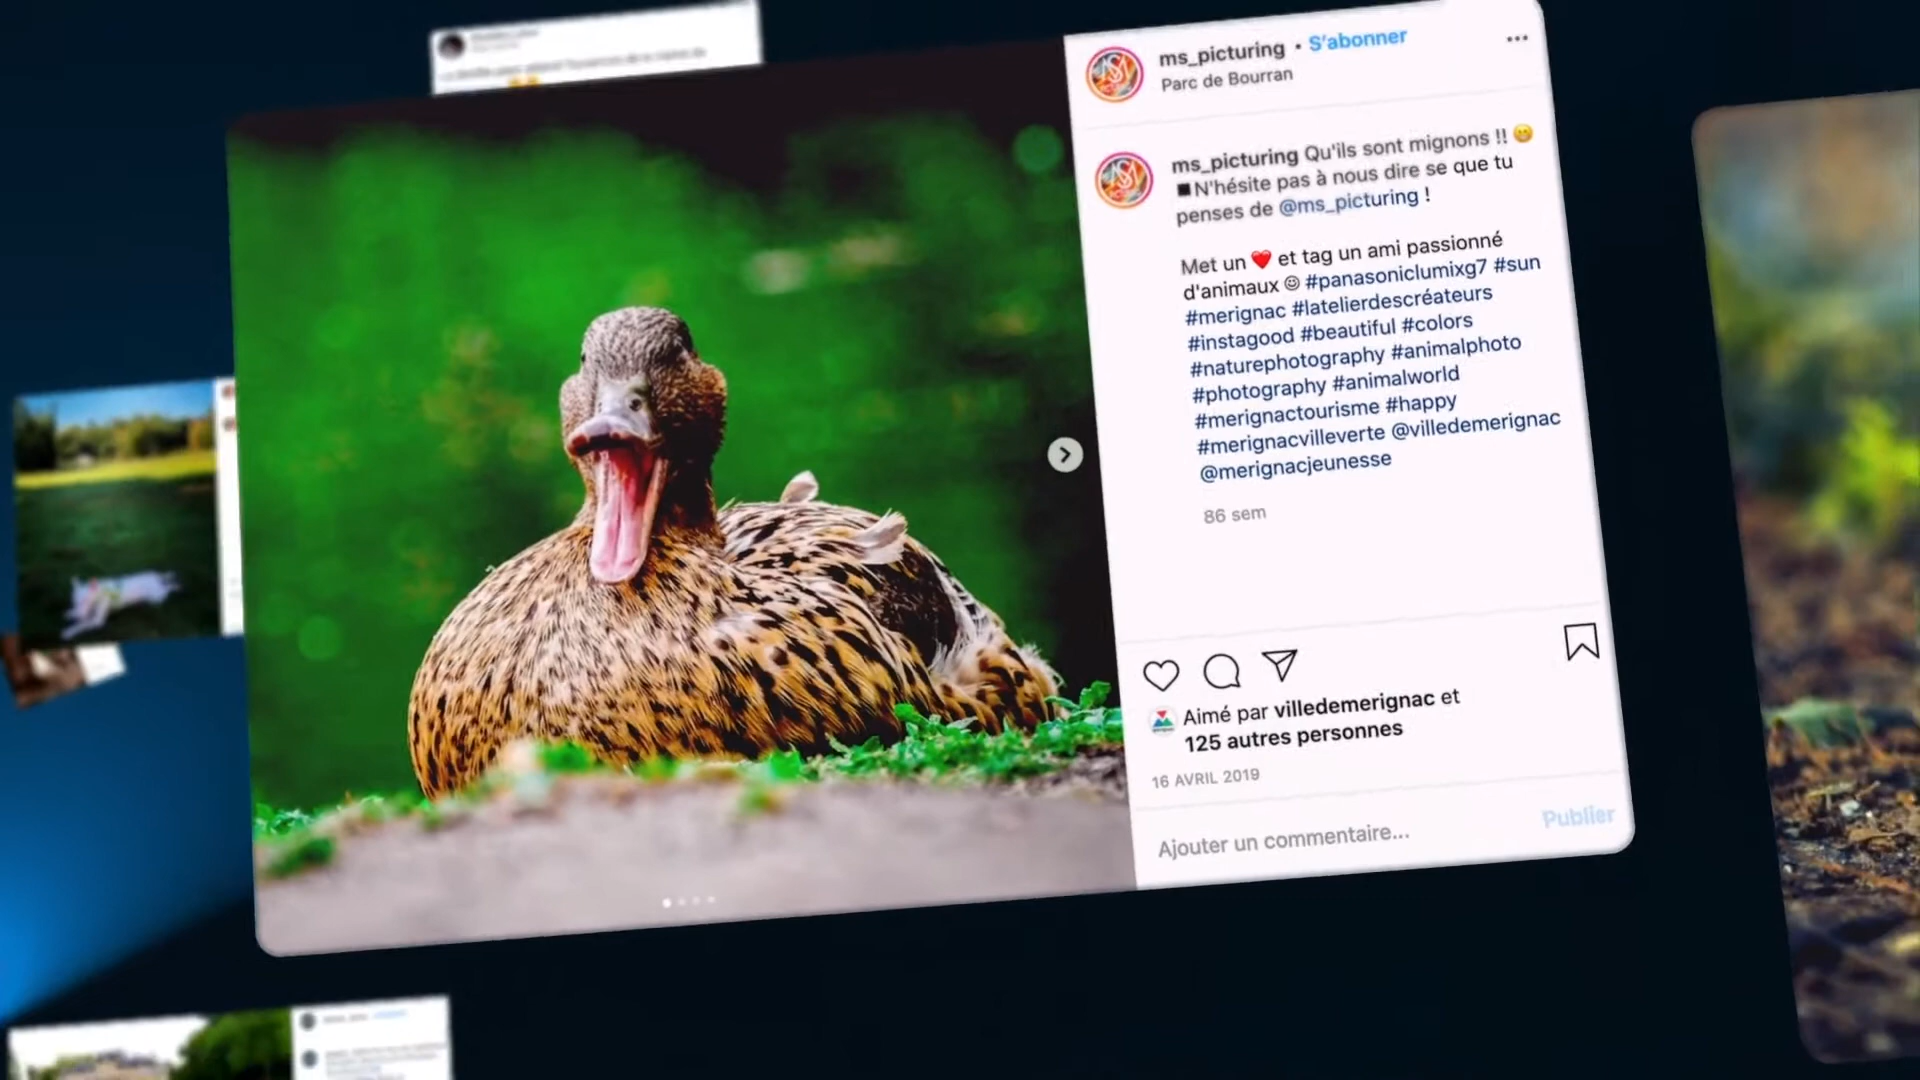 ms_picturing • S'abonner
Parc de Bourran
ms_picturing Qu'ils sont mignons !! 😁
■N'hésite pas à nous dire se que tu
penses de @ms_picturing !
Met un ❤️ et tag un ami passionné
d'animaux ☺ #panasoniclumixg7 #sun
#merignac #latelierdescréateurs
#instagood #beautiful #colors
#naturephotography #animalphoto
#photography #animalworld
#merignactourisme #happy
#merignacvilleverte @villedemerignac
@merignacjeunesse
86 sem
Aimé par villedemerignac et
125 autres personnes
16 AVRIL 2019
Ajouter un commentaire... Publier